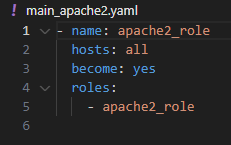 ! main_apache2.yaml
1 - name: apache2_role
2 hosts: all
3 become: yes
4 roles:
5 - apache2_role
6